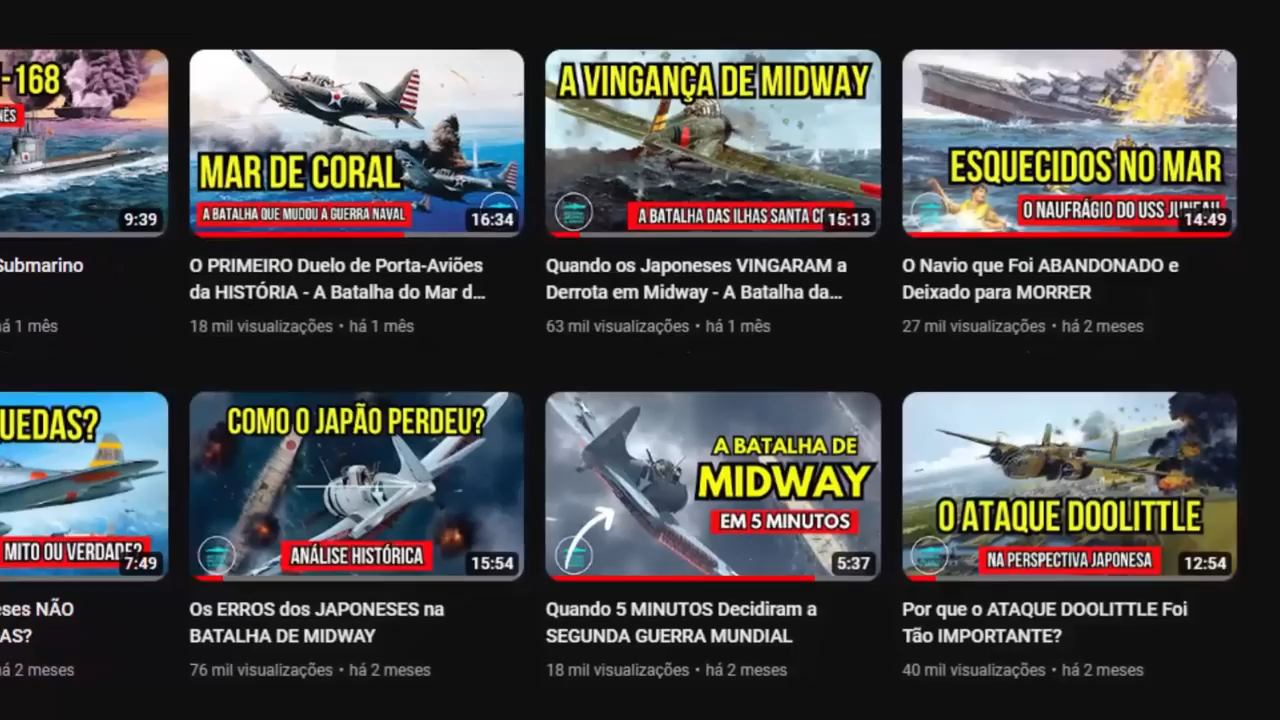 -168
NÊS
9:39
MAR DE CORAL
A BATALHA QUE MUDOU A GUERRA NAVAL
16:34
A VINGANÇA DE MIDWAY
A BATALHA DAS ILHAS SANTA
15:13
ESQUECIDOS NO MAR
O NAUFRÁGIO DO USS JUNEAU
14:49
Submarino
á 1 mês
O PRIMEIRO Duelo de Porta-Aviões
da HISTÓRIA - A Batalha do Mar d...
18 mil visualizações • há 1 mês
Quando os Japoneses VINGARAM a
Derrota em Midway - A Batalha da...
63 mil visualizações • há 1 mês
O Navio que Foi ABANDONADO e
Deixado para MORRER
27 mil visualizações • há 2 meses
UEDAS?
MITO OU VERDADE?
7:49
COMO O JAPÃO PERDEU?
ANÁLISE HISTÓRICA
15:54
A BATALHA DE
MIDWAY
EM 5 MINUTOS
5:37
O ATAQUE DOOLITTLE
NA PERSPECTIVA JAPONESA
12:54
eses NÃO
AS?
á 2 meses
Os ERROS dos JAPONESES na
BATALHA DE MIDWAY
76 mil visualizações • há 2 meses
Quando 5 MINUTOS Decidiram a
SEGUNDA GUERRA MUNDIAL
18 mil visualizações • há 2 meses
Por que o ATAQUE DOOLITTLE Foi
Tão IMPORTANTE?
40 mil visualizações • há 2 meses